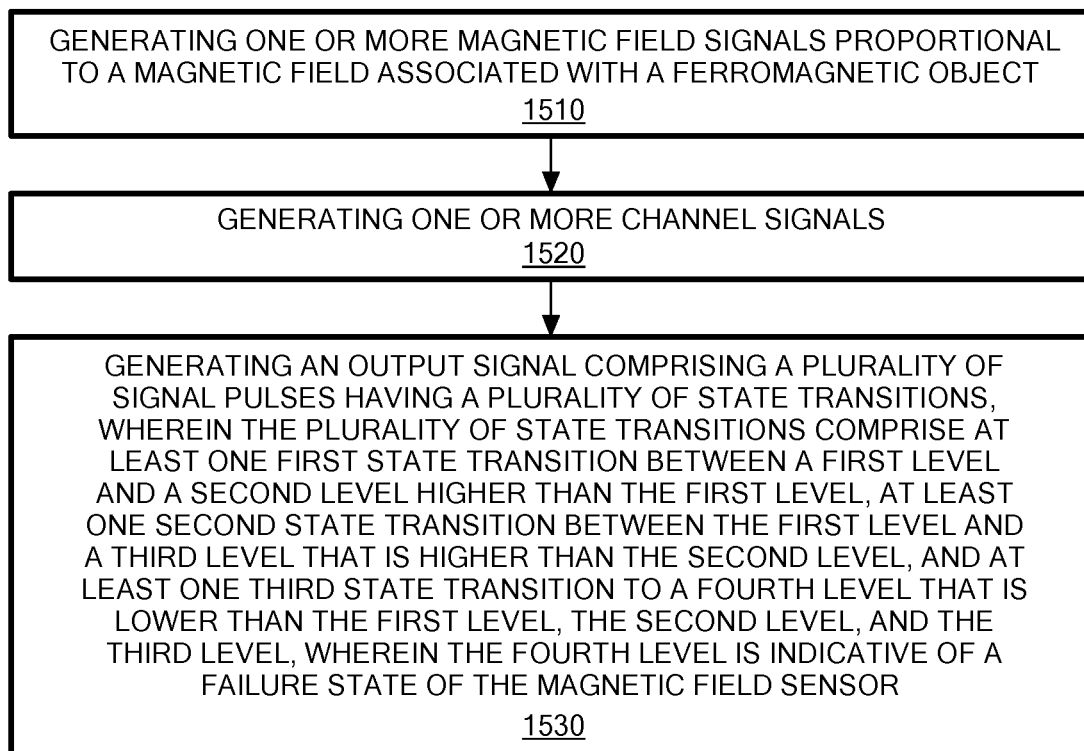 GENERATING ONE OR MORE MAGNETIC FIELD SIGNALS PROPORTIONAL
TO A MAGNETIC FIELD ASSOCIATED WITH A FERROMAGNETIC OBJECT
1510
GENERATING ONE OR MORE CHANNEL SIGNALS
1520
GENERATING AN OUTPUT SIGNAL COMPRISING A PLURALITY OF
SIGNAL PULSES HAVING A PLURALITY OF STATE TRANSITIONS,
WHEREIN THE PLURALITY OF STATE TRANSITIONS COMPRISE AT
LEAST ONE FIRST STATE TRANSITION BETWEEN A FIRST LEVEL
AND A SECOND LEVEL HIGHER THAN THE FIRST LEVEL, AT LEAST
ONE SECOND STATE TRANSITION BETWEEN THE FIRST LEVEL AND
A THIRD LEVEL THAT IS HIGHER THAN THE SECOND LEVEL, AND AT
LEAST ONE THIRD STATE TRANSITION TO A FOURTH LEVEL THAT IS
LOWER THAN THE FIRST LEVEL, THE SECOND LEVEL, AND THE
THIRD LEVEL, WHEREIN THE FOURTH LEVEL IS INDICATIVE OF A
FAILURE STATE OF THE MAGNETIC FIELD SENSOR
1530